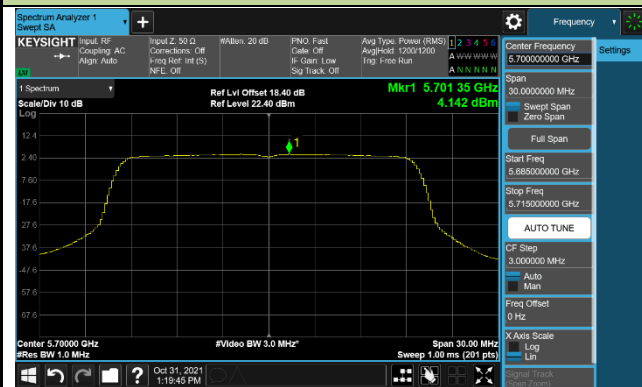 Spectrum Analyzer 1
Swept SA
+
Frequency
KEYSIGHT
Input: RF
Coupling: AC
Align: Auto
Input Z: 50 Ω
Corrections: Off
Freq Ref: Int (S)
NFE: Off
#Atten: 20 dB
PNO: Fast
Gate: Off
IF Gain: Low
Sig Track: Off
Avg Type: Power (RMS)
Avg|Hold: 1200/1200
Trig: Free Run
1 2 3 4 5 6
A W W W W W
A N N N N N
LXI
1 Spectrum
Scale/Div 10 dB
Log
Ref Lvl Offset 18.40 dB
Ref Level 22.40 dBm
Mkr1 5.701 35 GHz
4.142 dBm
1
12.4
2.40
-7.60
-17.6
-27.6
-37.6
-47.6
-57.6
-67.6
Center 5.70000 GHz
#Res BW 1.0 MHz
#Video BW 3.0 MHz*
Span 30.00 MHz
Sweep 1.00 ms (201 pts)
Oct 31, 2021
1:19:45 PM
?
Center Frequency
5.700000000 GHz
Settings
Span
30.0000000 MHz
Swept Span
Zero Span
Full Span
Start Freq
5.685000000 GHz
Stop Freq
5.715000000 GHz
AUTO TUNE
CF Step
3.000000 MHz
Auto
Man
Freq Offset
0 Hz
X Axis Scale
Log
Lin
Signal Track
(Span Zoom)